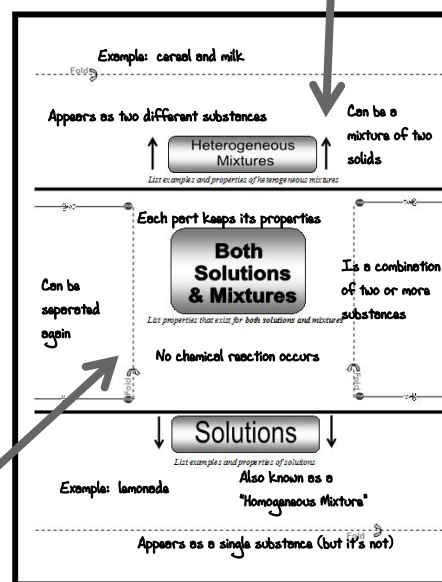 Example: cereal and milk
Fold
Appears as two different substances
Can be a
mixture of two
solids
Heterogeneous
Mixtures
List examples and properties of heterogeneous mixtures
Each part keeps its properties
Both
Solutions
& Mixtures
List properties that exist for both solutions and mixtures
Can be
separated
again
Is a combination
of two or more
substances
No chemical reaction occurs
Fold
Fold
Solutions
List examples and properties of solutions
Example: lemonade
Also known as a
"Homogeneous Mixture"
Fold
Appears as a single substance (but it's not)